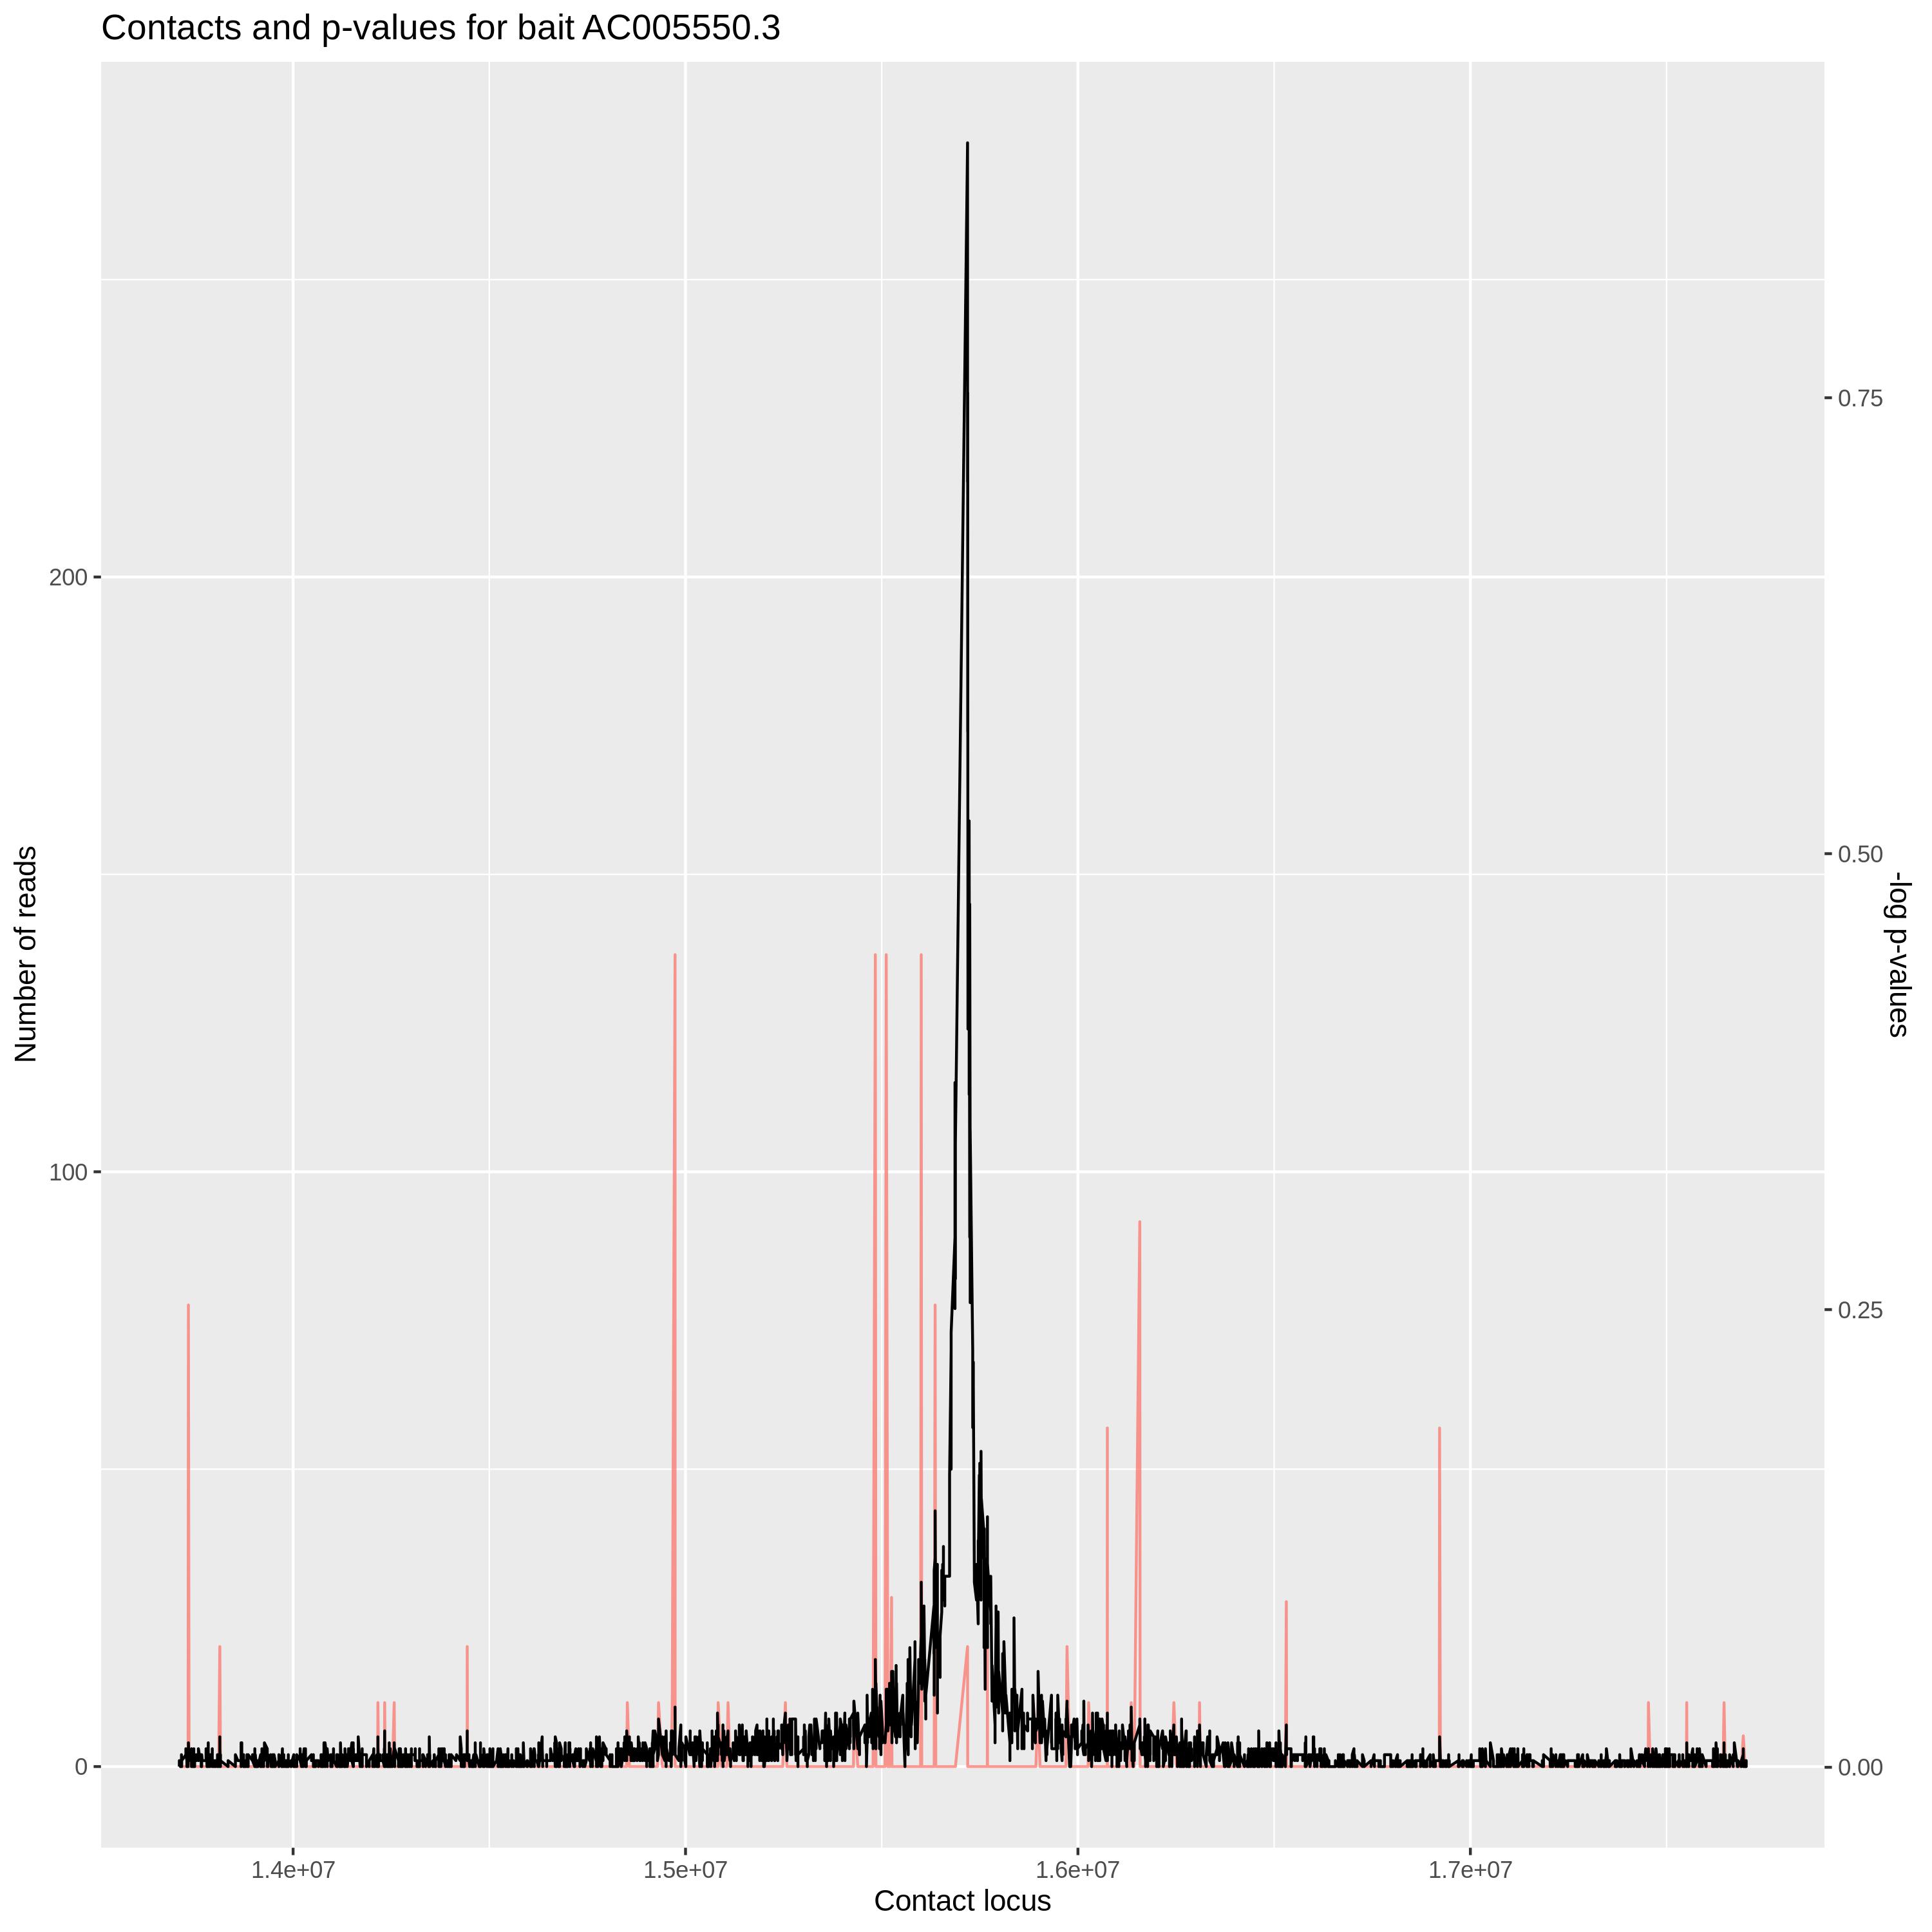 Contacts and p-values for bait AC005550.3
Number of reads
200
100
0
0.75
0.50
0.25
0.00
-log p-values
1.4e+07 1.5e+07 1.6e+07 1.7e+07
Contact locus